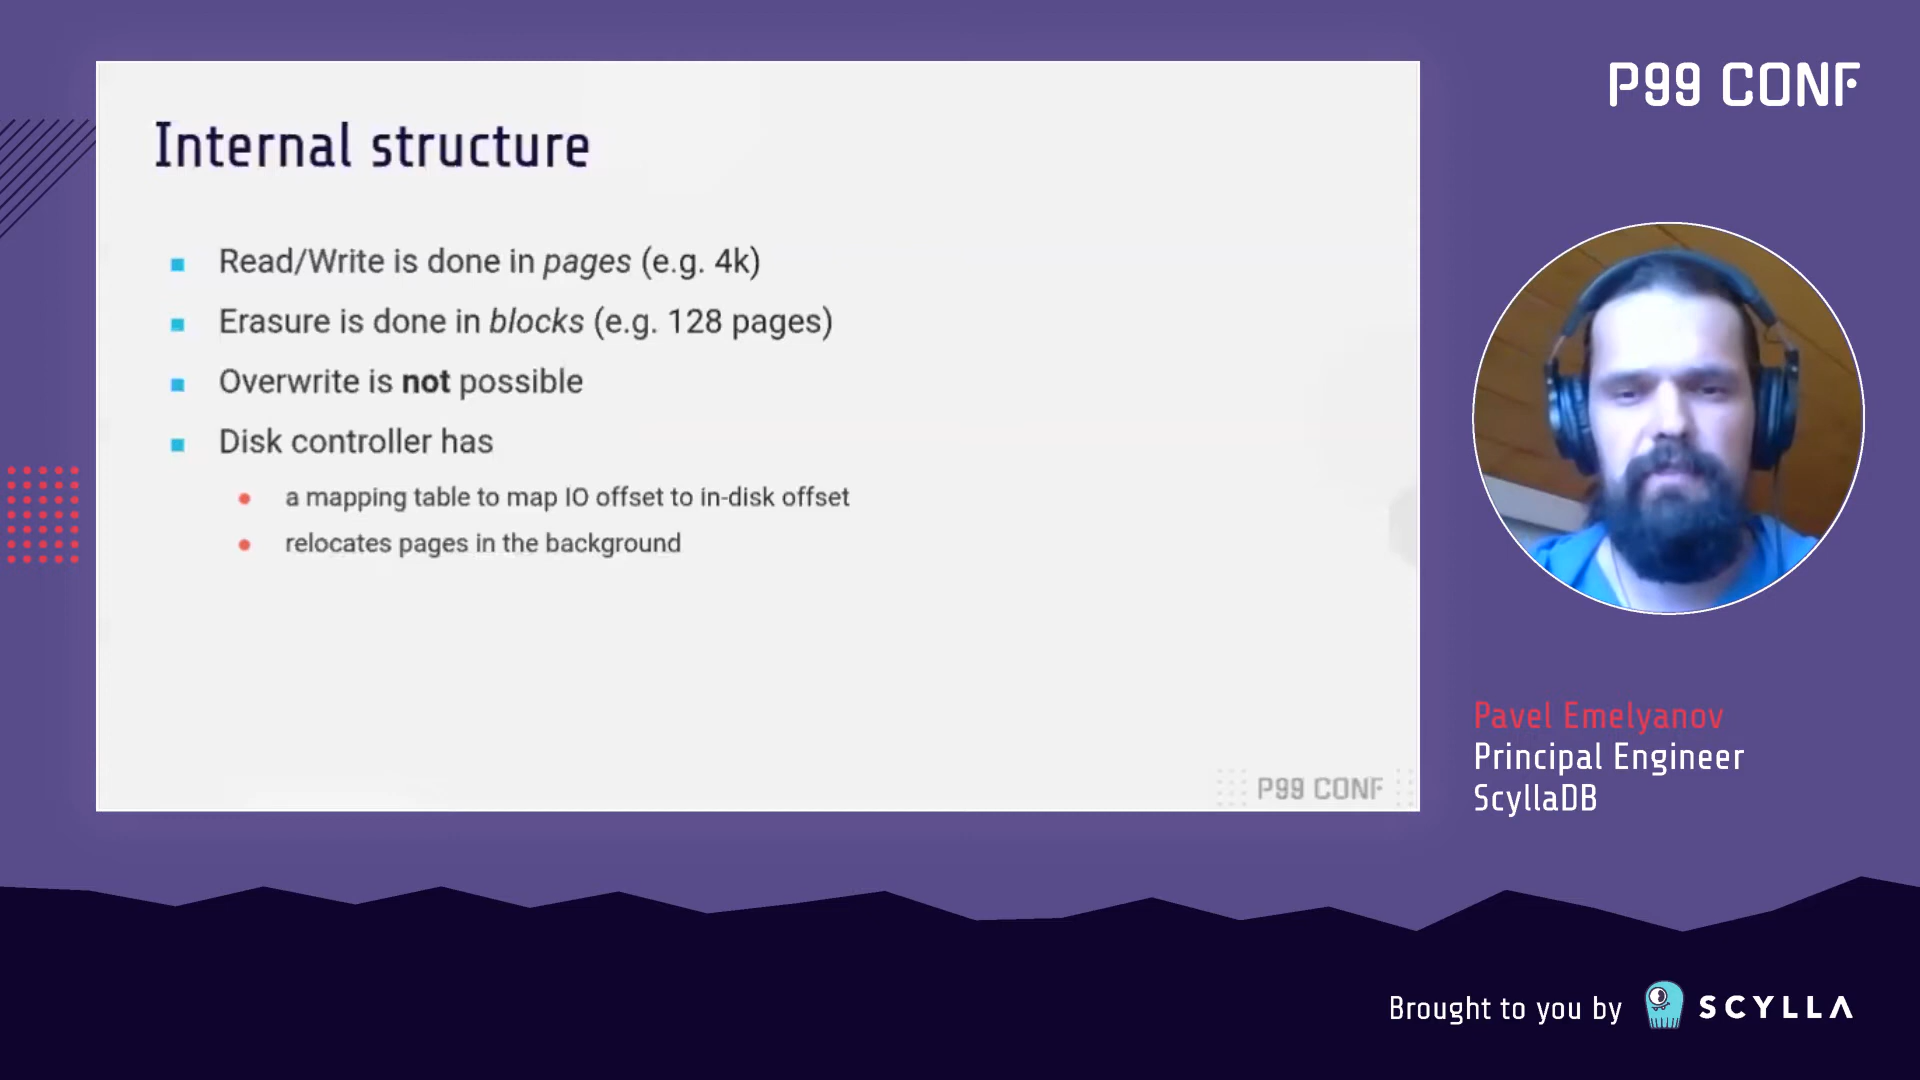 P99 CONF
Internal structure
Read/Write is done in pages (e.g. 4k)
Erasure is done in blocks (e.g. 128 pages)
Overwrite is not possible
Disk controller has
a mapping table to map IO offset to in-disk offset
relocates pages in the background
P99 CONF
Pavel Emelyanov
Principal Engineer
ScyllaDB
Brought to you by SCYLLA